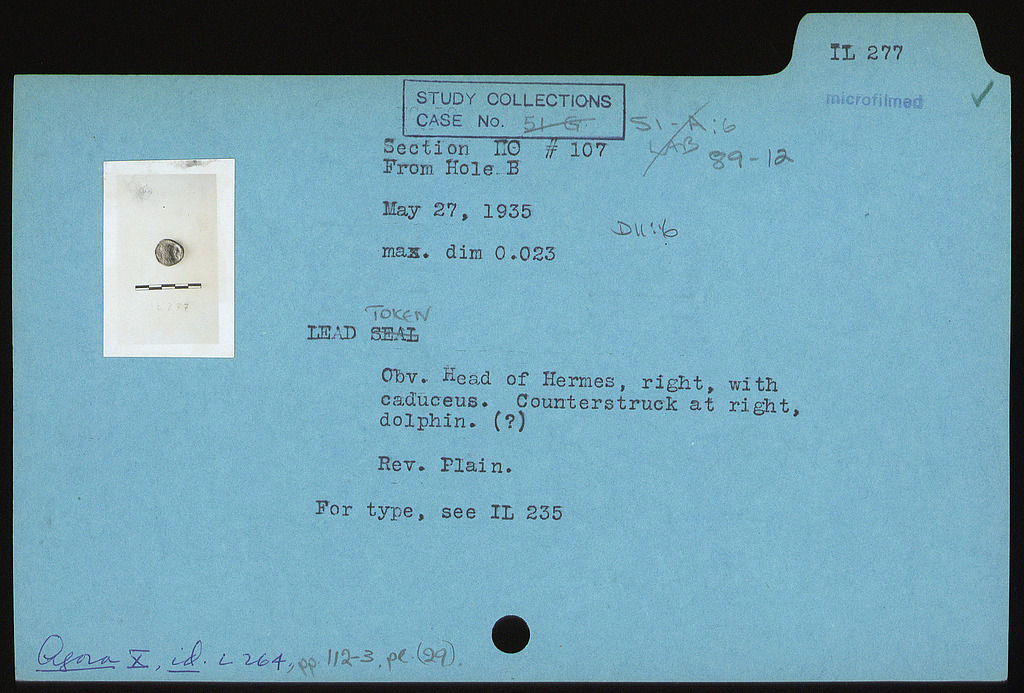 IL 277
microfilmed ✓
STUDY COLLECTIONS
CASE No. 51-G 51-A:6
LAB 89-12
Section ΠΘ # 107
From Hole B
May 27, 1935
D11:6
max. dim 0.023
TOKEN
LEAD SEAL
Obv. Head of Hermes, right, with
caduceus. Counterstruck at right,
dolphin. (?)
Rev. Plain.
For type, see IL 235
Agora X, id. L 264, pp. 112-3, pl. (29).